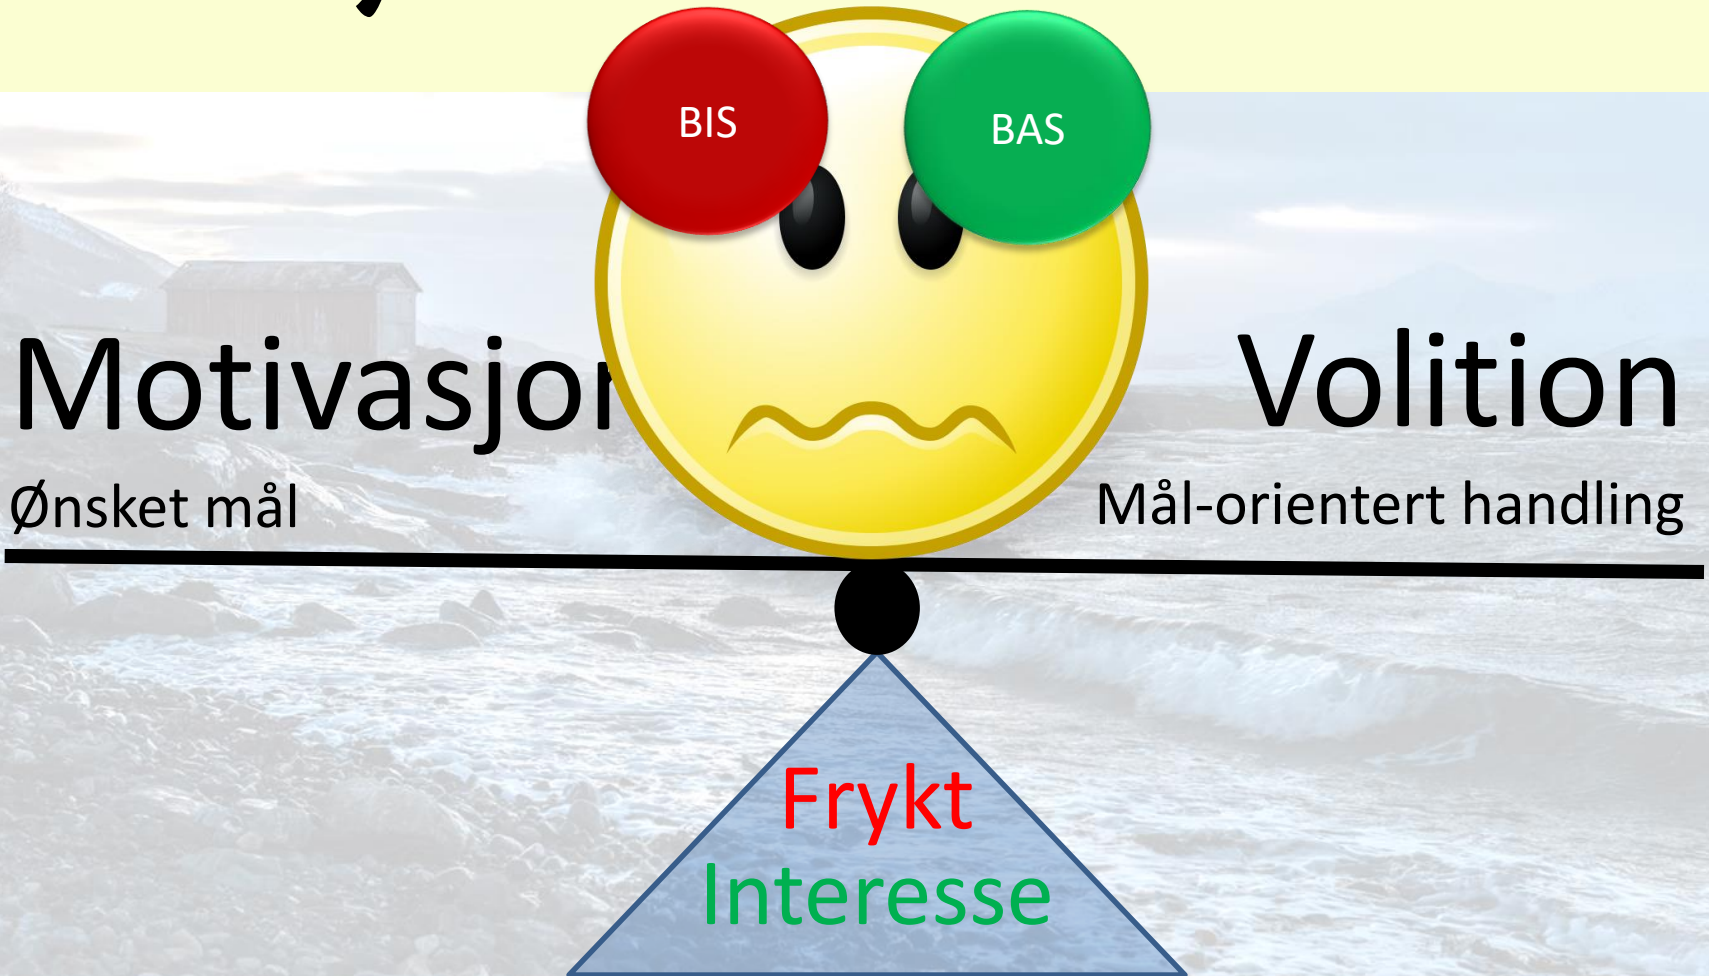 BIS
BAS
Motivasjon
Volition
Ønsket mål
Mål-orientert handling
Frykt
Interesse